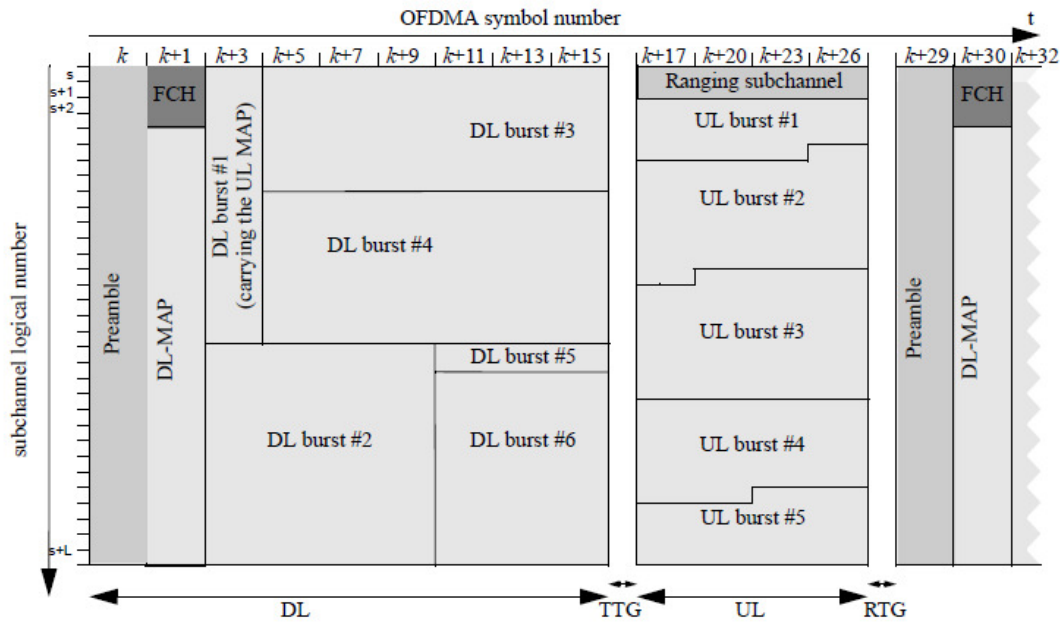 OFDMA symbol number
t
k k+1 k+3 k+5 k+7 k+9 k+11 k+13 k+15 k+17 k+20 k+23 k+26 k+29 k+30 k+32
subchannel logical number
s
s+1
s+2
s+L
Preamble
FCH
DL-MAP
DL burst #1
(carrying the UL MAP)
DL burst #3
DL burst #4
DL burst #2
DL burst #5
DL burst #6
Ranging subchannel
UL burst #1
UL burst #2
UL burst #3
UL burst #4
UL burst #5
Preamble
FCH
DL-MAP
DL
TTG
UL
RTG